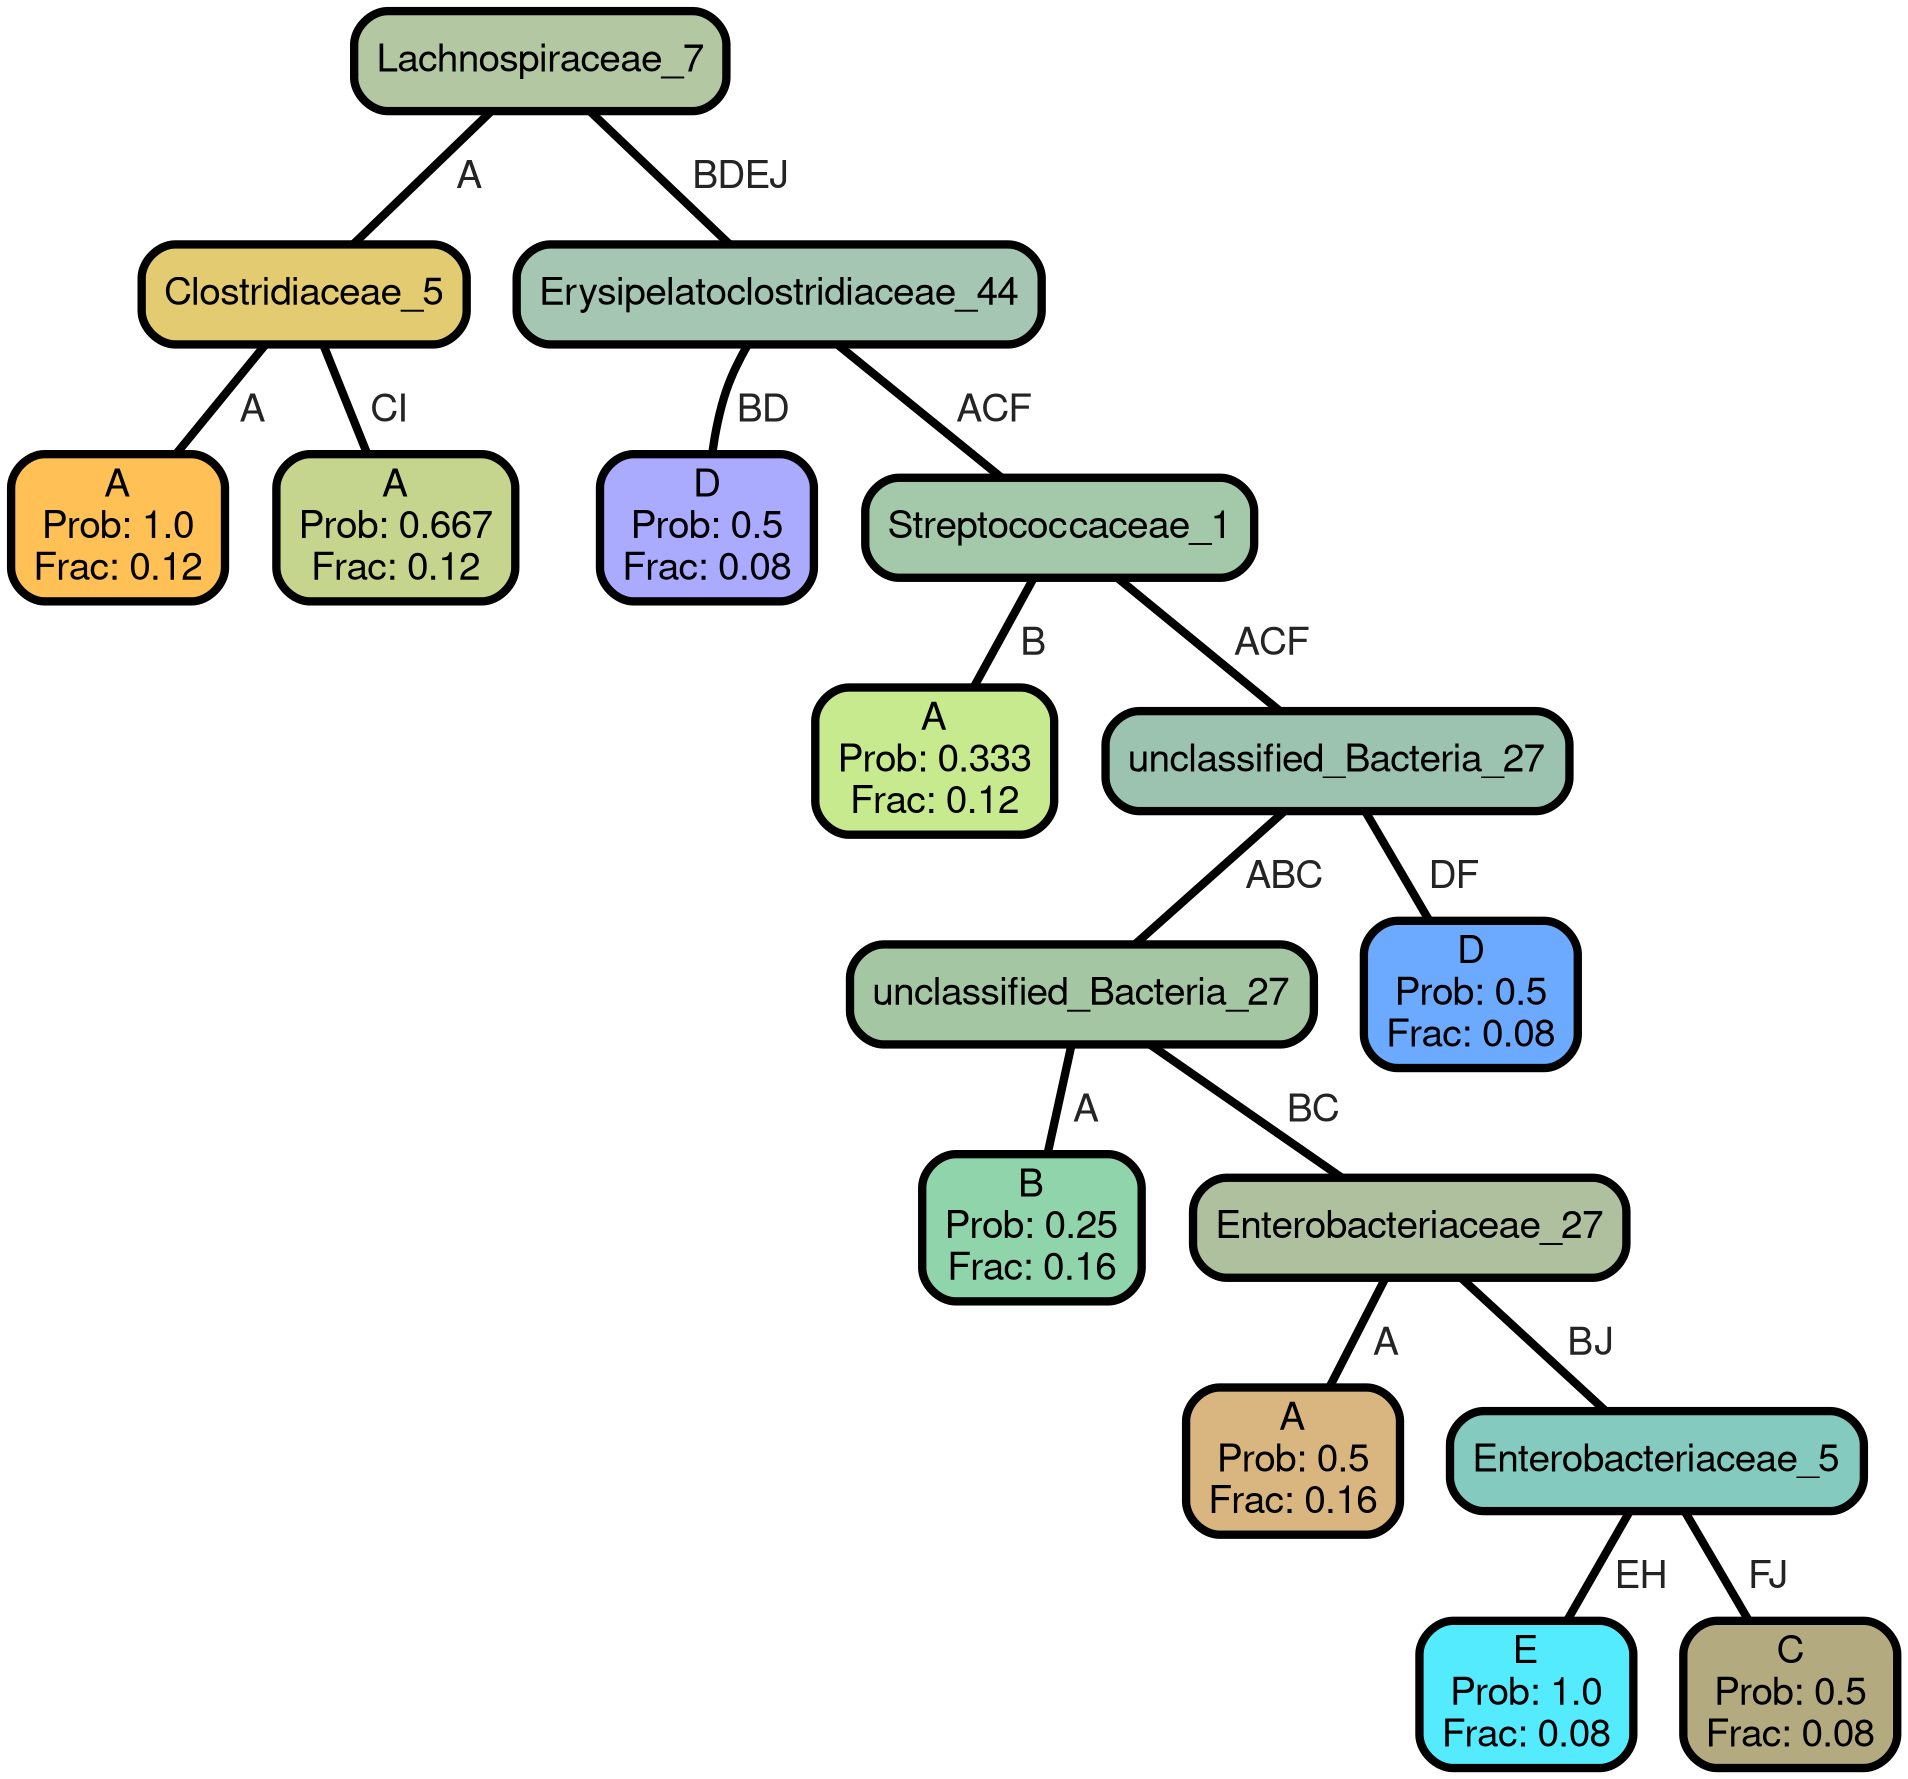 Lachnospiraceae_7
A
BDEJ
Clostridiaceae_5
Erysipelatoclostridiaceae_44
A
CI
BD
ACF
A
Prob: 1.0
Frac: 0.12
A
Prob: 0.667
Frac: 0.12
D
Prob: 0.5
Frac: 0.08
Streptococcaceae_1
B
ACF
A
Prob: 0.333
Frac: 0.12
unclassified_Bacteria_27
ABC
DF
unclassified_Bacteria_27
D
Prob: 0.5
Frac: 0.08
A
BC
B
Prob: 0.25
Frac: 0.16
Enterobacteriaceae_27
A
BJ
A
Prob: 0.5
Frac: 0.16
Enterobacteriaceae_5
EH
FJ
E
Prob: 1.0
Frac: 0.08
C
Prob: 0.5
Frac: 0.08